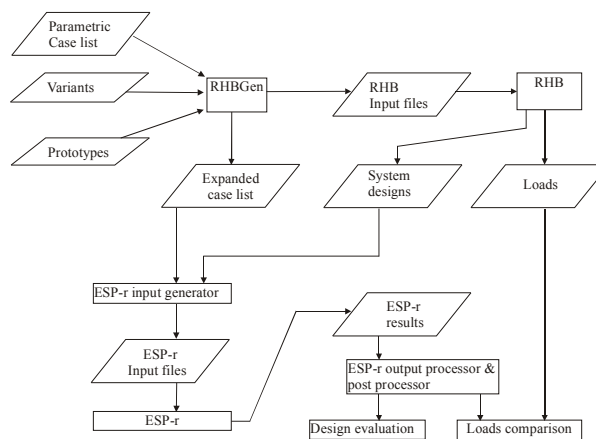 Parametric
Case list
Variants
Prototypes
RHBGen
RHB
Input files
RHB
Expanded
case list
System
designs
Loads
ESP-r input generator
ESP-r
results
ESP-r
Input files
ESP-r output processor &
post processor
ESP-r
Design evaluation
Loads comparison